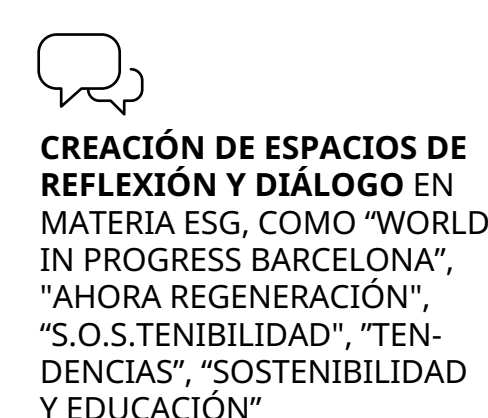 CREACIÓN DE ESPACIOS DE
REFLEXIÓN Y DIÁLOGO EN
MATERIA ESG, COMO “WORLD
IN PROGRESS BARCELONA”,
"AHORA REGENERACIÓN",
“S.O.S.TENIBILIDAD", ”TEN-
DENCIAS”, “SOSTENIBILIDAD
Y EDUCACIÓN”